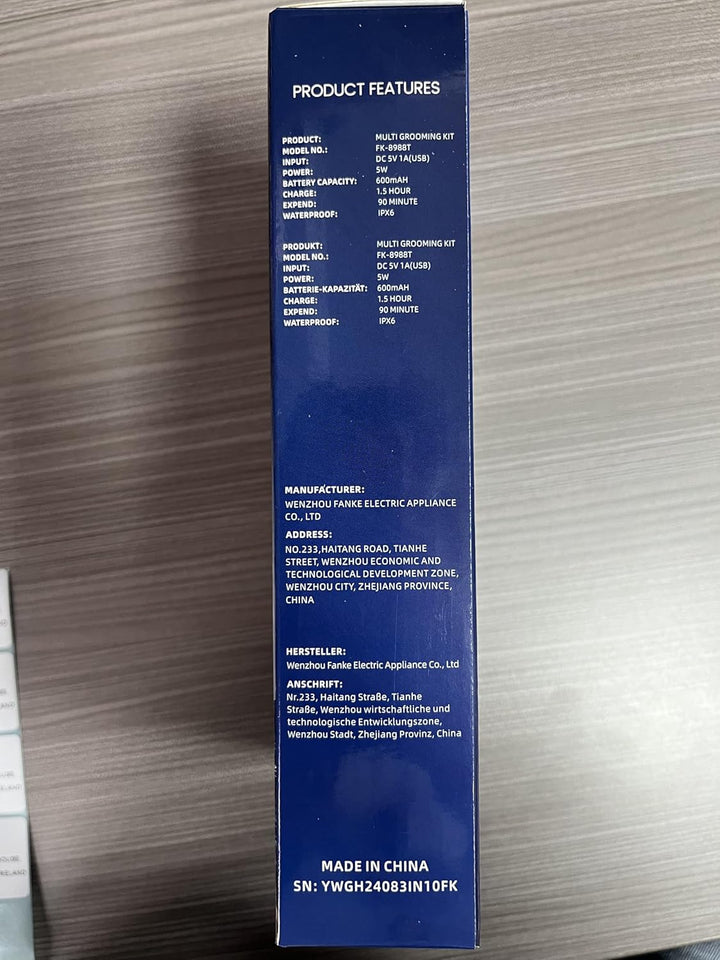 PRODUCT FEATURES
PRODUCT: MULTI GROOMING KIT
MODEL NO.: FK-8988T
INPUT: DC 5V 1A(USB)
POWER: 5W
BATTERY CAPACITY: 600mAH
CHARGE: 1.5 HOUR
EXPEND: 90 MINUTE
WATERPROOF: IPX6
PRODUKT: MULTI GROOMING KIT
MODEL NO.: FK-8988T
INPUT: DC 5V 1A(USB)
POWER: 5W
BATTERIE-KAPAZITÄT: 600mAH
CHARGE: 1.5 HOUR
EXPEND: 90 MINUTE
WATERPROOF: IPX6
MANUFACTURER:
WENZHOU FANKE ELECTRIC APPLIANCE
CO., LTD
ADDRESS:
NO.233,HAITANG ROAD, TIANHE
STREET, WENZHOU ECONOMIC AND
TECHNOLOGICAL DEVELOPMENT ZONE,
WENZHOU CITY, ZHEJIANG PROVINCE,
CHINA
HERSTELLER:
Wenzhou Fanke Electric Appliance Co., Ltd
ANSCHRIFT:
Nr.233, Haitang Straße, Tianhe
Straße, Wenzhou wirtschaftliche und
technologische Entwicklungszone,
Wenzhou Stadt, Zhejiang Provinz, China
MADE IN CHINA
SN: YWGH24083IN10FK